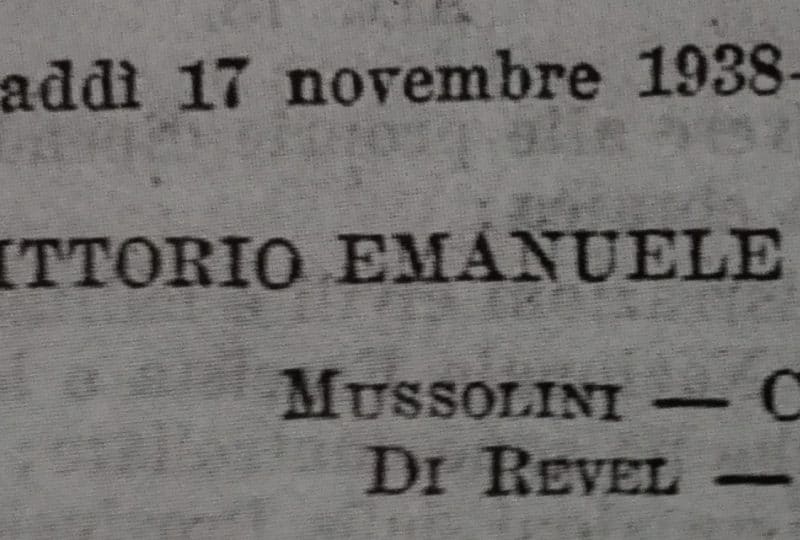 addì 17 novembre 1938-
ITTORIO EMANUELE
MUSSOLINI — C
DI REVEL —